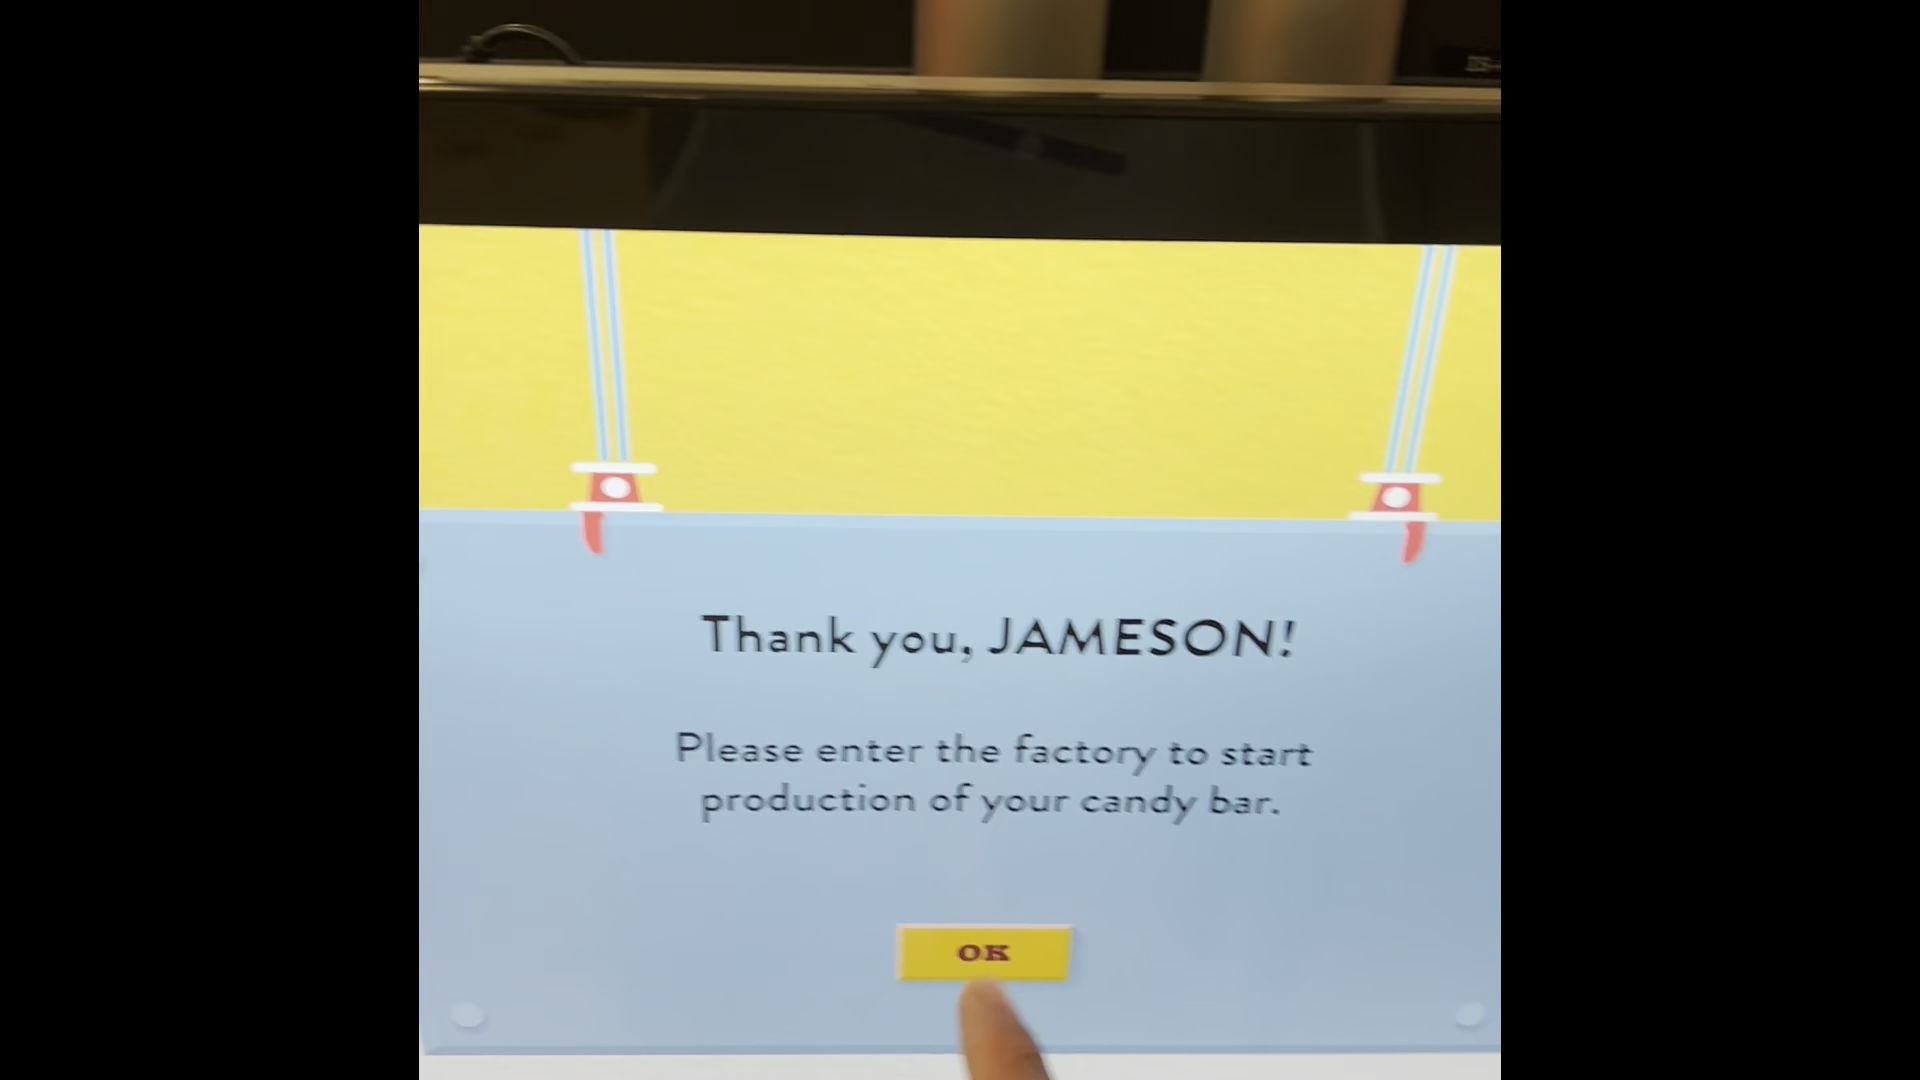 Thank you, JAMESON!
Please enter the factory to start
production of your candy bar.
OK